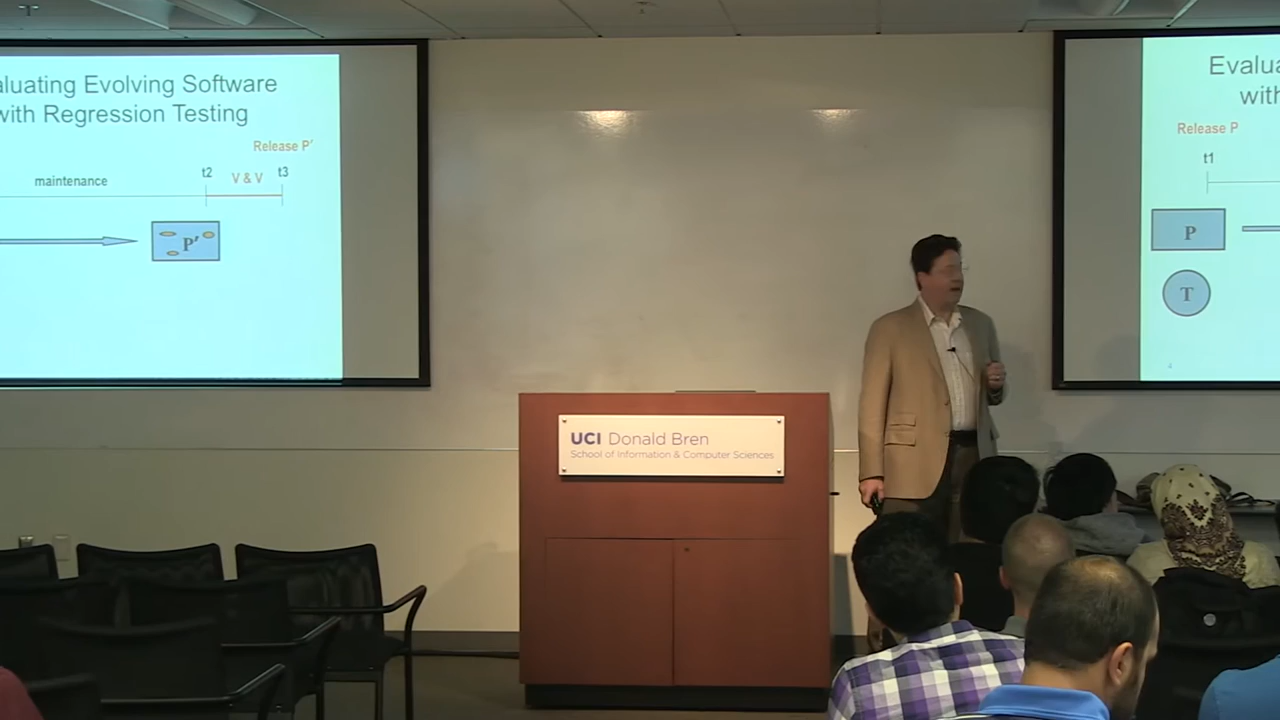 aluating Evolving Software
with Regression Testing
Release P'
t2 V & V t3
maintenance
P'
UCI Donald Bren
School of Information & Computer Sciences
Evalua
with
Release P
t1
P
T